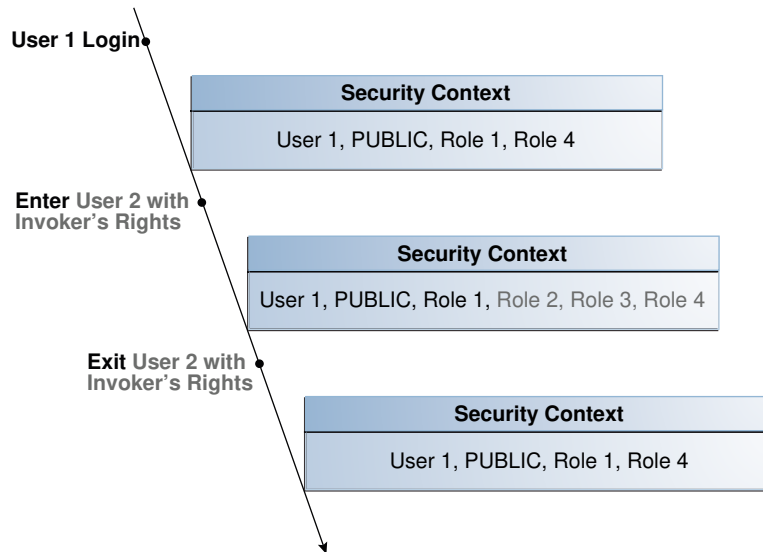 User 1 Login
Security Context
User 1, PUBLIC, Role 1, Role 4
Enter User 2 with
Invoker's Rights
Security Context
User 1, PUBLIC, Role 1, Role 2, Role 3, Role 4
Exit User 2 with
Invoker's Rights
Security Context
User 1, PUBLIC, Role 1, Role 4